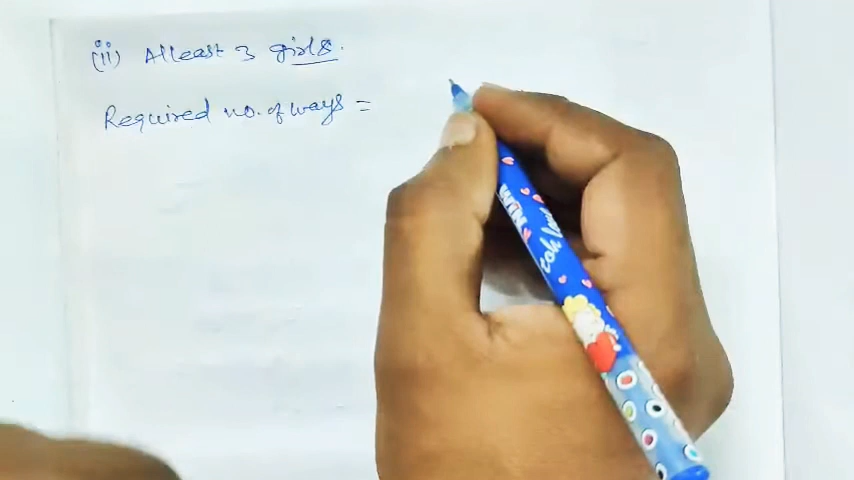 (ii) Atleast 3 girls.
Required no. of ways =